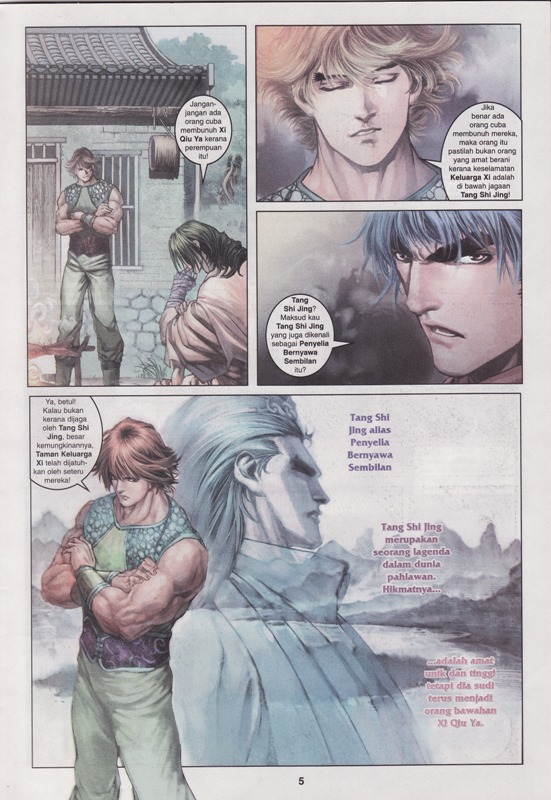 Jangan-
jangan ada
orang cuba
membunuh Xi
Qiu Ya kerana
perempuan
itu!
Jika
benar ada
orang cuba
membunuh mereka,
maka orang itu
pastilah bukan orang
yang amat berani
kerana keselamatan
Keluarga Xi adalah
di bawah jagaan
Tang Shi Jing!
Tang
Shi Jing?
Maksud kau
Tang Shi Jing
yang juga dikenali
sebagai Penyelia
Bernyawa
Sembilan
itu?
Ya, betul!
Kalau bukan
kerana dijaga
oleh Tang Shi
Jing, besar
kemungkinannya,
Taman Keluarga
Xi telah dijatuh-
kan oleh seteru
mereka!
Tang Shi
Jing alias
Penyelia
Bernyawa
Sembilan
Tang Shi Jing
merupakan
seorang lagenda
dalam dunia
pahlawan.
Hikmatnya...
...adalah amat
unik dan tinggi
tetapi dia sudi
terus menjadi
orang bawahan
Xi Qiu Ya.
5